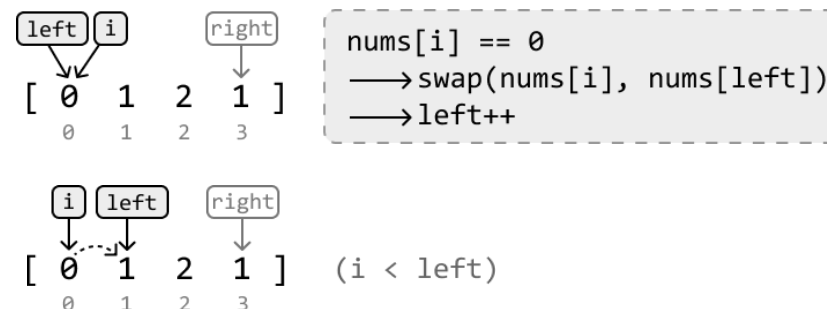 left i right
[ 0 1 2 1 ]
0 1 2 3
nums[i] == 0
⟶swap(nums[i], nums[left])
⟶left++
i left right
[ 0 1 2 1 ] (i < left)
0 1 2 3